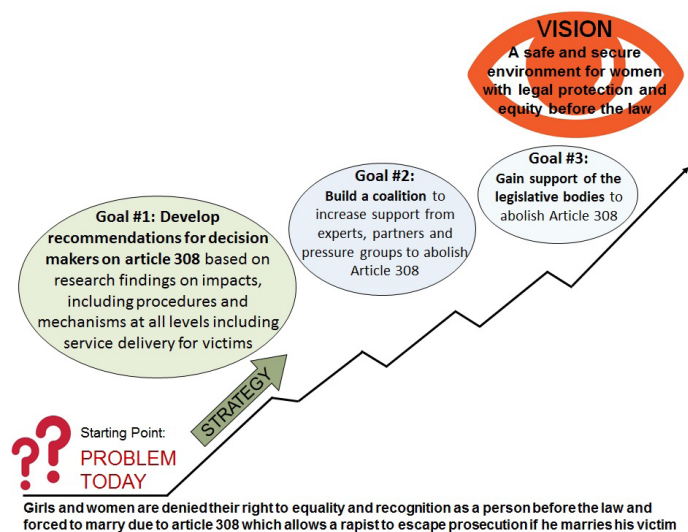 VISION
A safe and secure
environment for women
with legal protection and
equity before the law
Goal #3:
Gain support of the
legislative bodies to
abolish Article 308
Goal #2:
Build a coalition to
increase support from
experts, partners and
pressure groups to abolish
Article 308
Goal #1: Develop
recommendations for decision
makers on article 308 based on
research findings on impacts,
including procedures and
mechanisms at all levels including
service delivery for victims
STRATEGY
??
Starting Point:
PROBLEM
TODAY
Girls and women are denied their right to equality and recognition as a person before the law and
forced to marry due to article 308 which allows a rapist to escape prosecution if he marries his victim